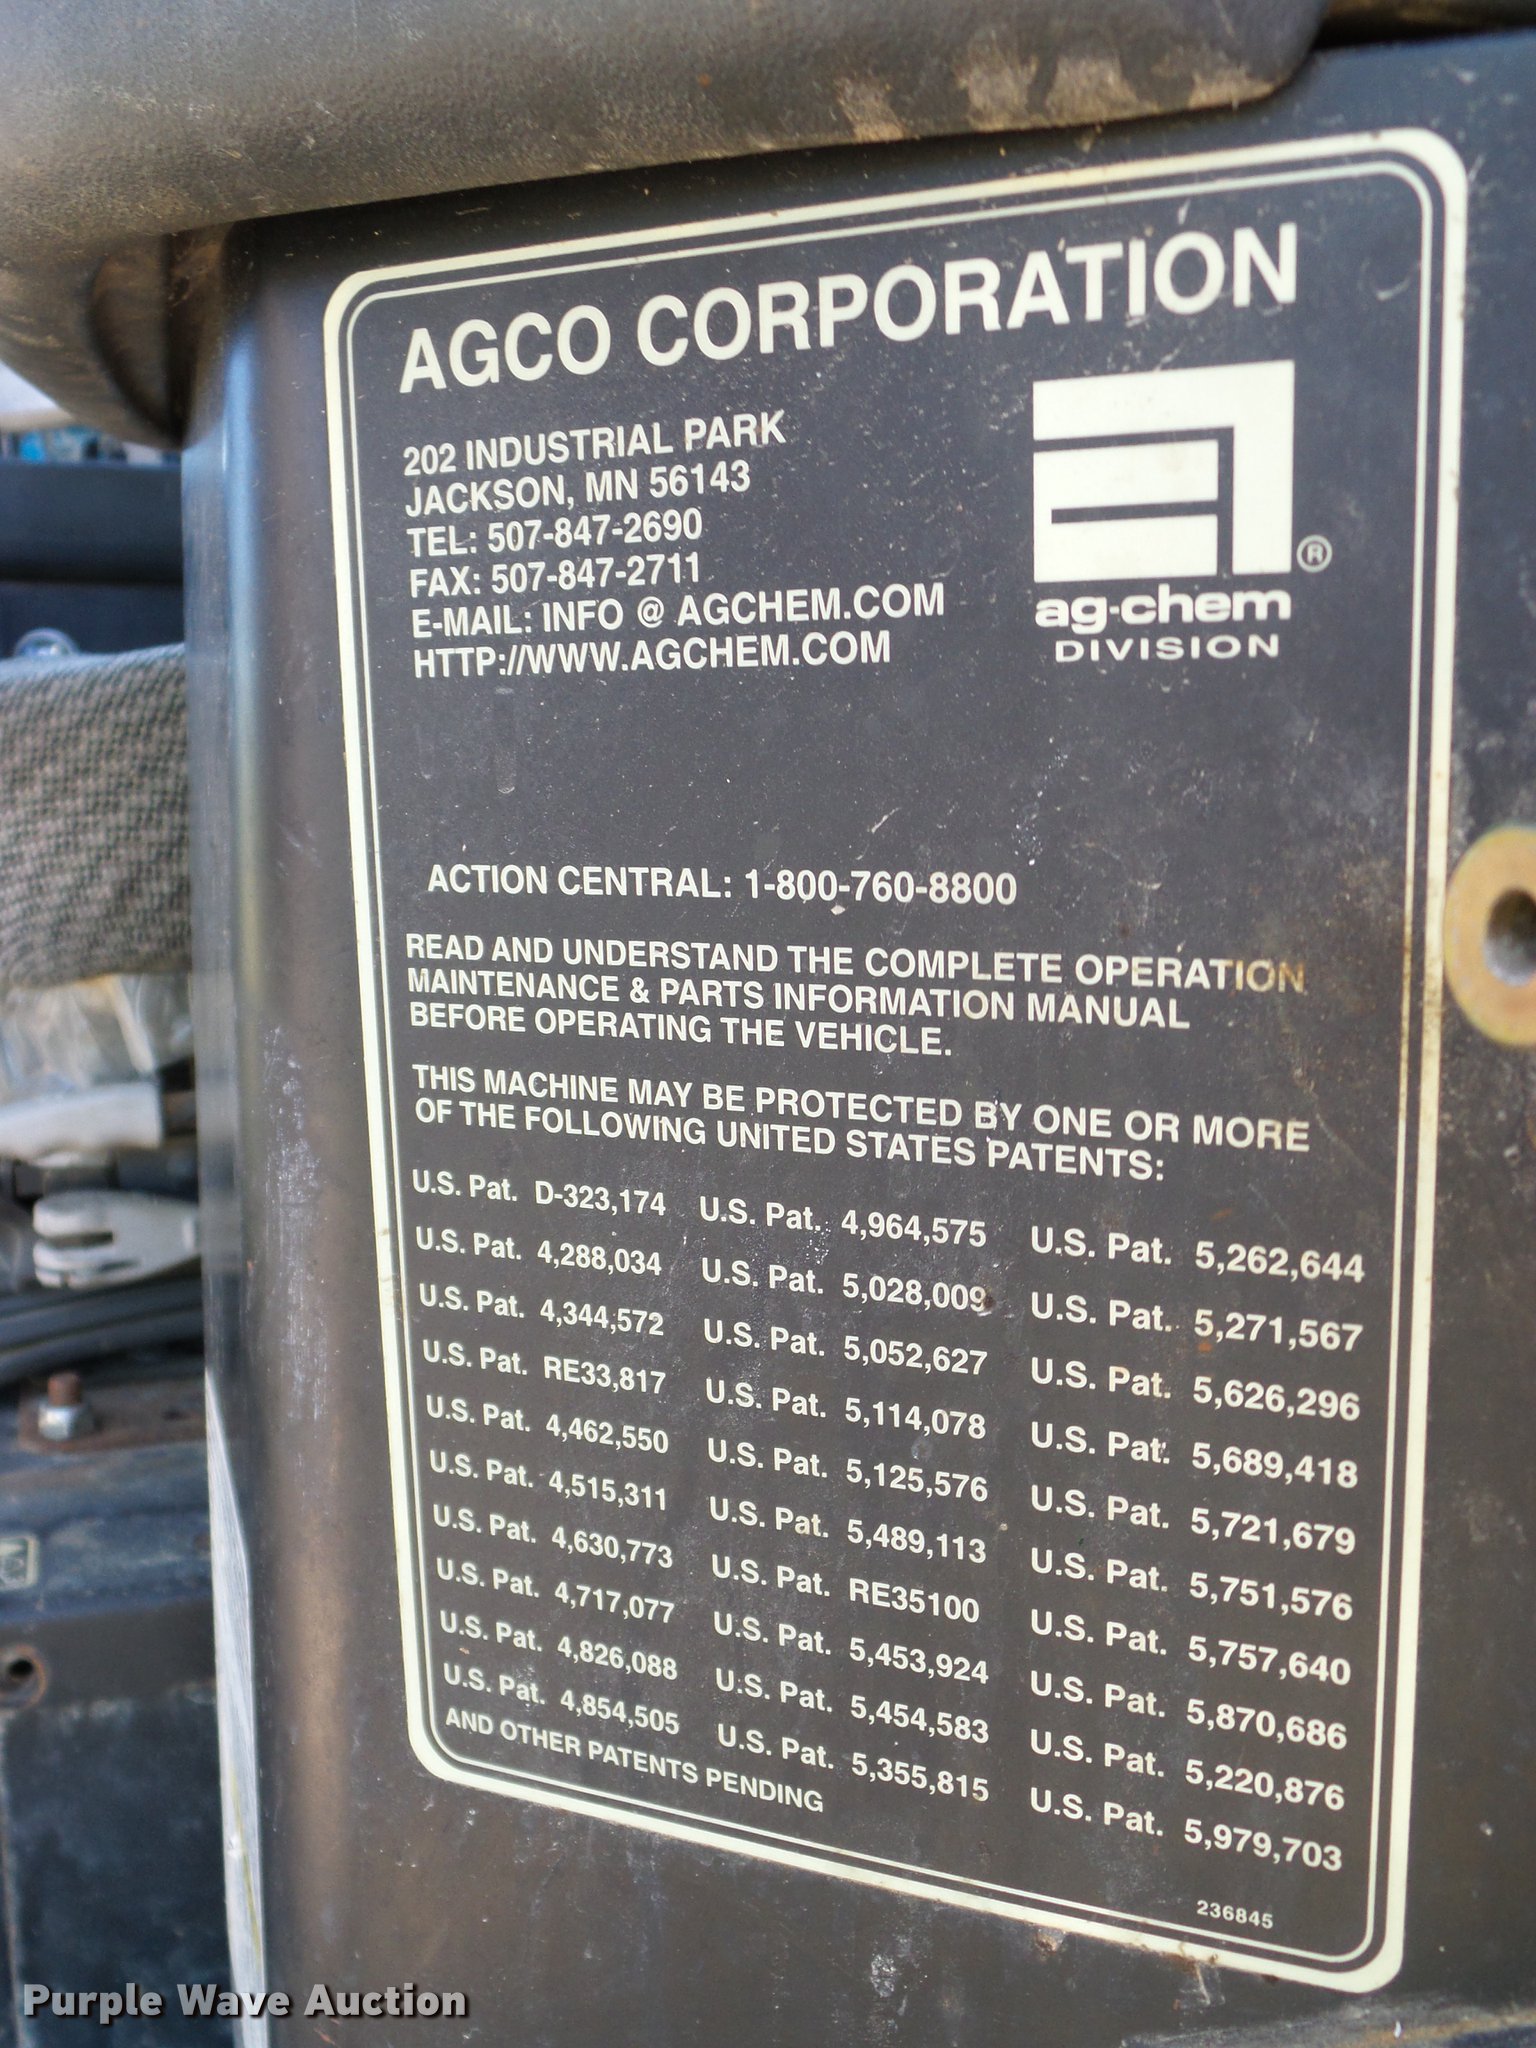 AGCO CORPORATION
202 INDUSTRIAL PARK
JACKSON, MN 56143
TEL: 507-847-2690
FAX: 507-847-2711
E-MAIL: INFO @ AGCHEM.COM
HTTP://WWW.AGCHEM.COM
®
ag-chem
DIVISION
ACTION CENTRAL: 1-800-760-8800
READ AND UNDERSTAND THE COMPLETE OPERATION
MAINTENANCE & PARTS INFORMATION MANUAL
BEFORE OPERATING THE VEHICLE.
THIS MACHINE MAY BE PROTECTED BY ONE OR MORE
OF THE FOLLOWING UNITED STATES PATENTS:
U.S. Pat. D-323,174 U.S. Pat. 4,964,575 U.S. Pat. 5,262,644
U.S. Pat. 4,288,034 U.S. Pat. 5,028,009 U.S. Pat. 5,271,567
U.S. Pat. 4,344,572 U.S. Pat. 5,052,627 U.S. Pat. 5,626,296
U.S. Pat. RE33,817 U.S. Pat. 5,114,078 U.S. Pat. 5,689,418
U.S. Pat. 4,462,550 U.S. Pat. 5,125,576 U.S. Pat. 5,721,679
U.S. Pat. 4,515,311 U.S. Pat. 5,489,113 U.S. Pat. 5,751,576
U.S. Pat. 4,630,773 U.S. Pat. RE35100 U.S. Pat. 5,757,640
U.S. Pat. 4,717,077 U.S. Pat. 5,453,924 U.S. Pat. 5,870,686
U.S. Pat. 4,826,088 U.S. Pat. 5,454,583 U.S. Pat. 5,220,876
U.S. Pat. 4,854,505 U.S. Pat. 5,355,815 U.S. Pat. 5,979,703
AND OTHER PATENTS PENDING
236845
Purple Wave Auction